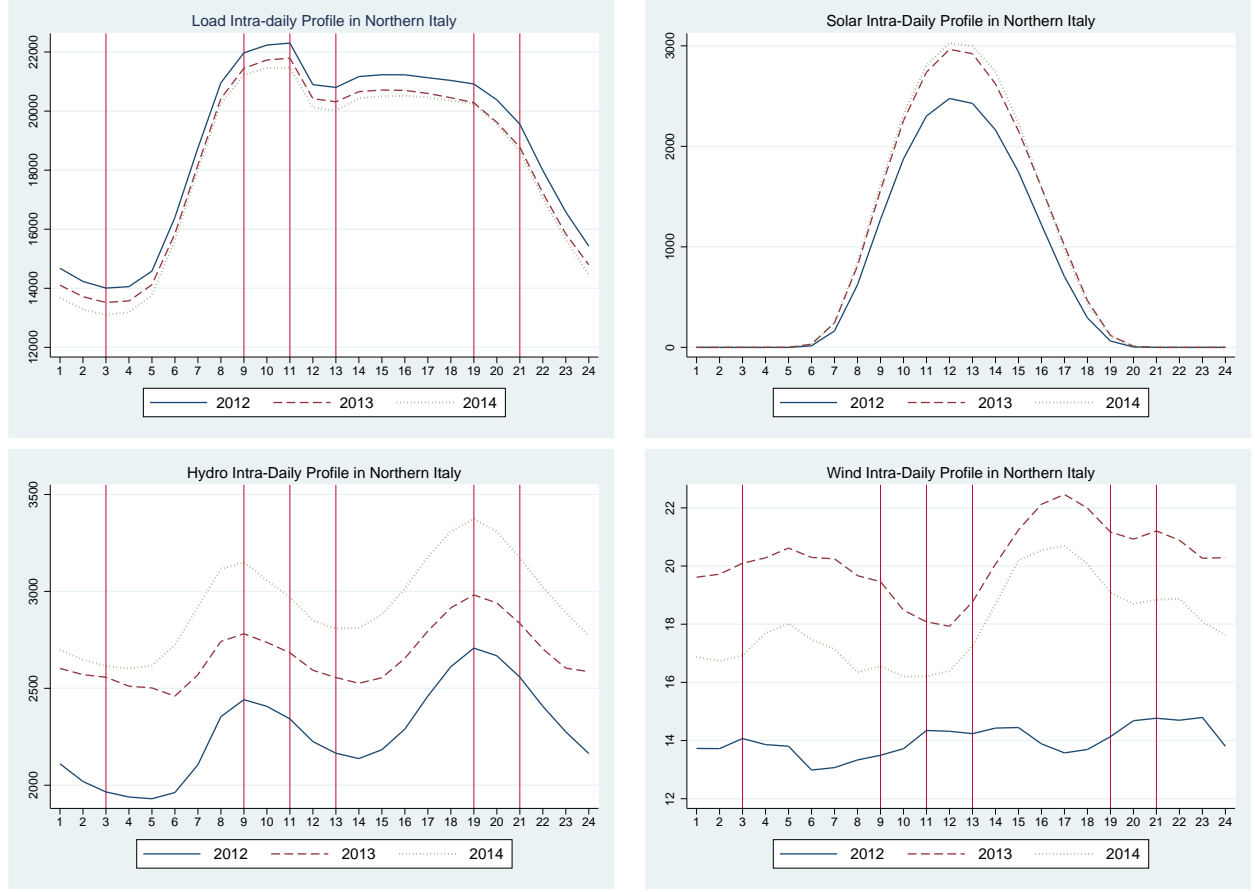 Load Intra-daily Profile in Northern Italy
22000
20000
18000
16000
14000
12000
1 2 3 4 5 6 7 8 9 10 11 12 13 14 15 16 17 18 19 20 21 22 23 24
2012 2013 2014
Solar Intra-Daily Profile in Northern Italy
3000
2000
1000
0
1 2 3 4 5 6 7 8 9 10 11 12 13 14 15 16 17 18 19 20 21 22 23 24
2012 2013 2014
Hydro Intra-Daily Profile in Northern Italy
3500
3000
2500
2000
1 2 3 4 5 6 7 8 9 10 11 12 13 14 15 16 17 18 19 20 21 22 23 24
2012 2013 2014
Wind Intra-Daily Profile in Northern Italy
22
20
18
16
14
12
1 2 3 4 5 6 7 8 9 10 11 12 13 14 15 16 17 18 19 20 21 22 23 24
2012 2013 2014